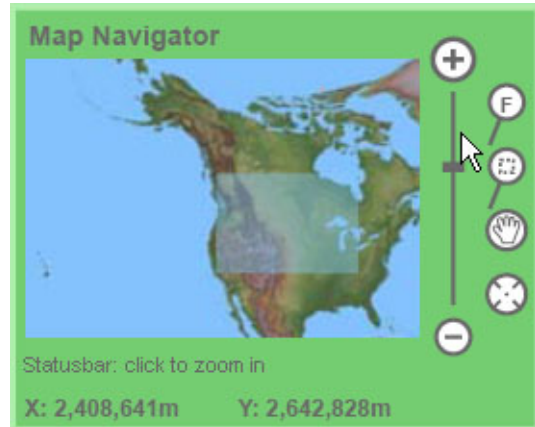 Map Navigator
F
Statusbar: click to zoom in
X: 2,408,641m Y: 2,642,828m